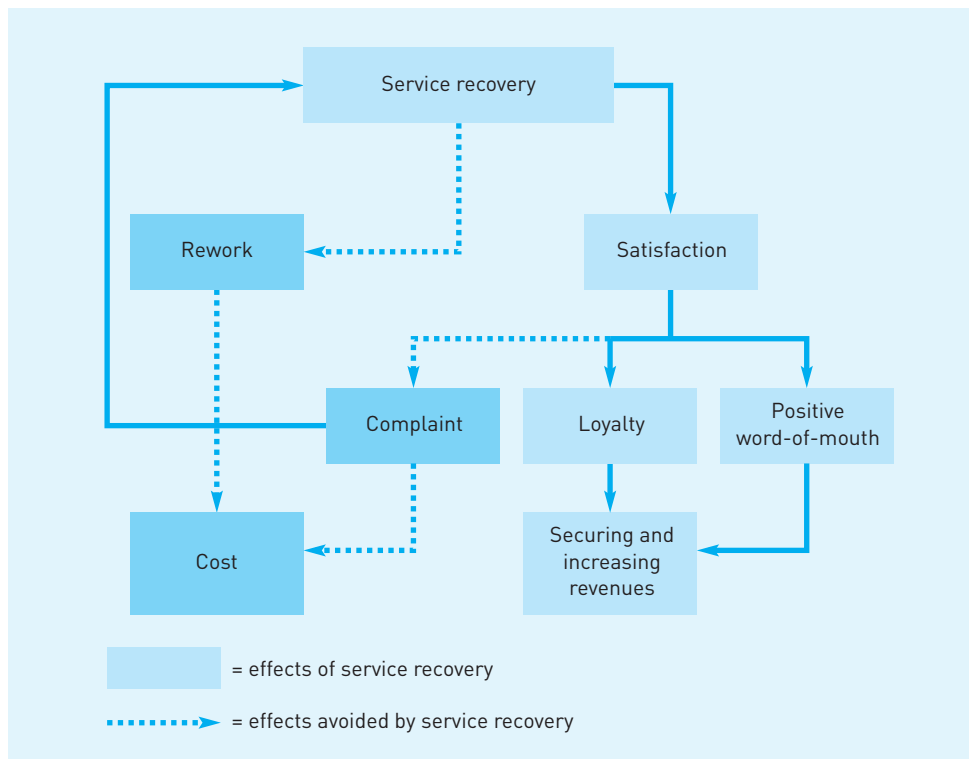 Service recovery
Rework
Satisfaction
Complaint
Loyalty
Positive
word-of-mouth
Cost
Securing and
increasing
revenues
= effects of service recovery
= effects avoided by service recovery